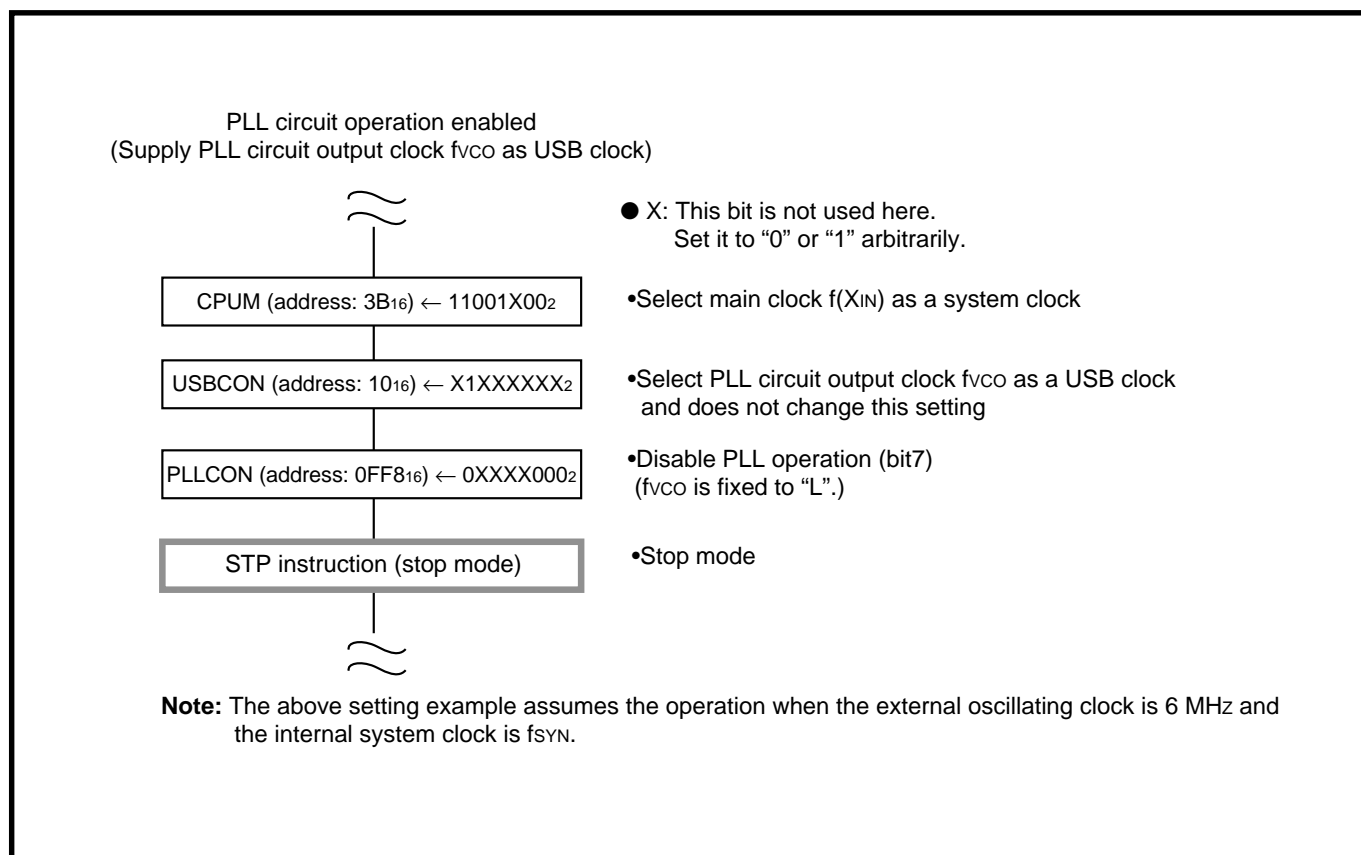 PLL circuit operation enabled
(Supply PLL circuit output clock fVCO as USB clock)
● X: This bit is not used here.
Set it to “0” or “1” arbitrarily.
CPUM (address: 3B16) ← 11001X002
•Select main clock f(XIN) as a system clock
USBCON (address: 1016) ← X1XXXXXX2
•Select PLL circuit output clock fVCO as a USB clock
and does not change this setting
PLLCON (address: 0FF816) ← 0XXXX0002
•Disable PLL operation (bit7)
(fVCO is fixed to “L”.)
STP instruction (stop mode)
•Stop mode
Note: The above setting example assumes the operation when the external oscillating clock is 6 MHz and
the internal system clock is fSYN.